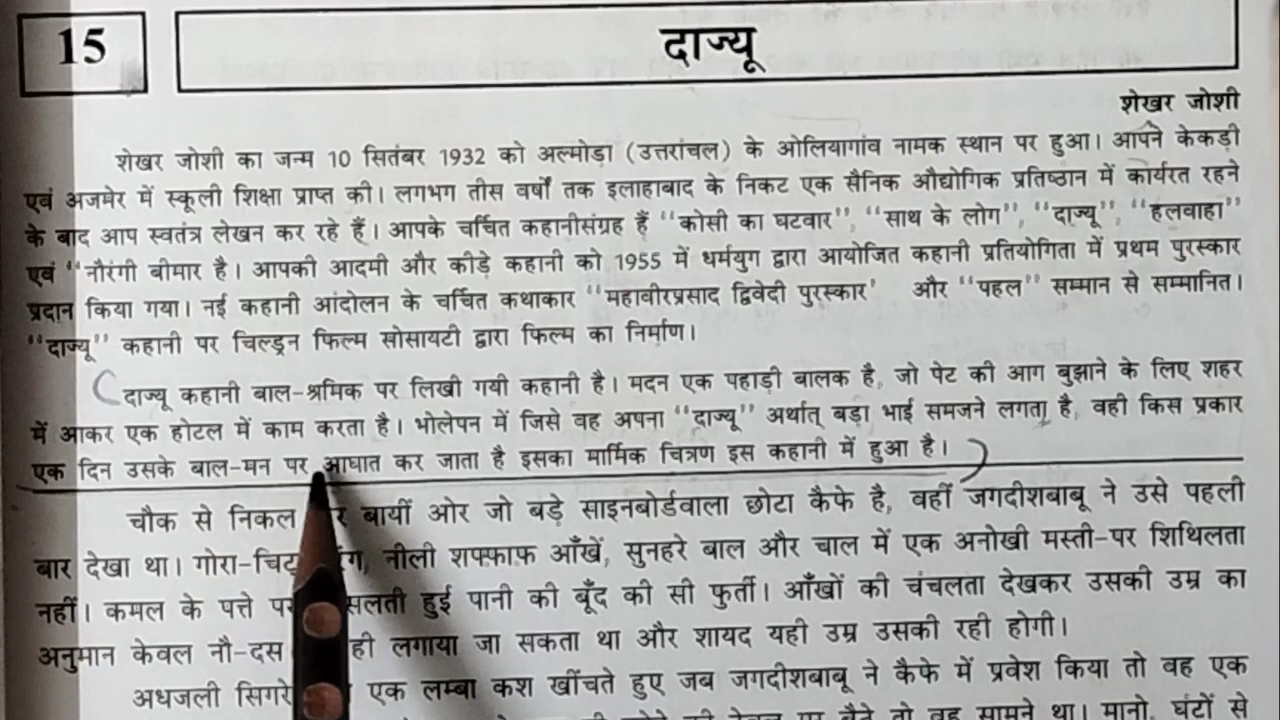 15
दाज्यू
शेखर जोशी
शेखर जोशी का जन्म 10 सितंबर 1932 को अल्मोड़ा (उत्तरांचल) के ओलियागांव नामक स्थान पर हुआ। आपने केकड़ी
एवं अजमेर में स्कूली शिक्षा प्राप्त की। लगभग तीस वर्षों तक इलाहाबाद के निकट एक सैनिक औद्योगिक प्रतिष्ठान में कार्यरत रहने
के बाद आप स्वतंत्र लेखन कर रहे हैं। आपके चर्चित कहानीसंग्रह हैं “कोसी का घटवार”, “साथ के लोग”, “दाज्यू”, “हलवाहा”
एवं “नौरंगी बीमार है। आपकी आदमी और कीड़े कहानी को 1955 में धर्मयुग द्वारा आयोजित कहानी प्रतियोगिता में प्रथम पुरस्कार
प्रदान किया गया। नई कहानी आंदोलन के चर्चित कथाकार “महावीरप्रसाद द्विवेदी पुरस्कार’ और “पहल” सम्मान से सम्मानित।
“दाज्यू” कहानी पर चिल्ड्रन फिल्म सोसायटी द्वारा फिल्म का निर्माण।
दाज्यू कहानी बाल-श्रमिक पर लिखी गयी कहानी है। मदन एक पहाड़ी बालक है, जो पेट की आग बुझाने के लिए शहर
में आकर एक होटल में काम करता है। भोलेपन में जिसे वह अपना “दाज्यू” अर्थात् बड़ा भाई समजने लगता है, वही किस प्रकार
एक दिन उसके बाल-मन पर आघात कर जाता है इसका मार्मिक चित्रण इस कहानी में हुआ है।
चौक से निकल बायीं ओर जो बड़े साइनबोर्डवाला छोटा कैफे है, वहीं जगदीशबाबू ने उसे पहली
बार देखा था। गोरा-चिट् नीली शफ्फाफ आँखें, सुनहरे बाल और चाल में एक अनोखी मस्ती-पर शिथिलता
नहीं। कमल के पत्ते हुई पानी की बूँद की सी फुर्ती। आँखों की चंचलता देखकर उसकी उम्र का
अनुमान केवल नौ-दस ही लगाया जा सकता था और शायद यही उम्र उसकी रही होगी।
अधजली एक लम्बा कश खींचते हुए जब जगदीशबाबू ने कैफे में प्रवेश किया तो वह एक
पर बैठे तो वह सामने था। मानो, घंटों से